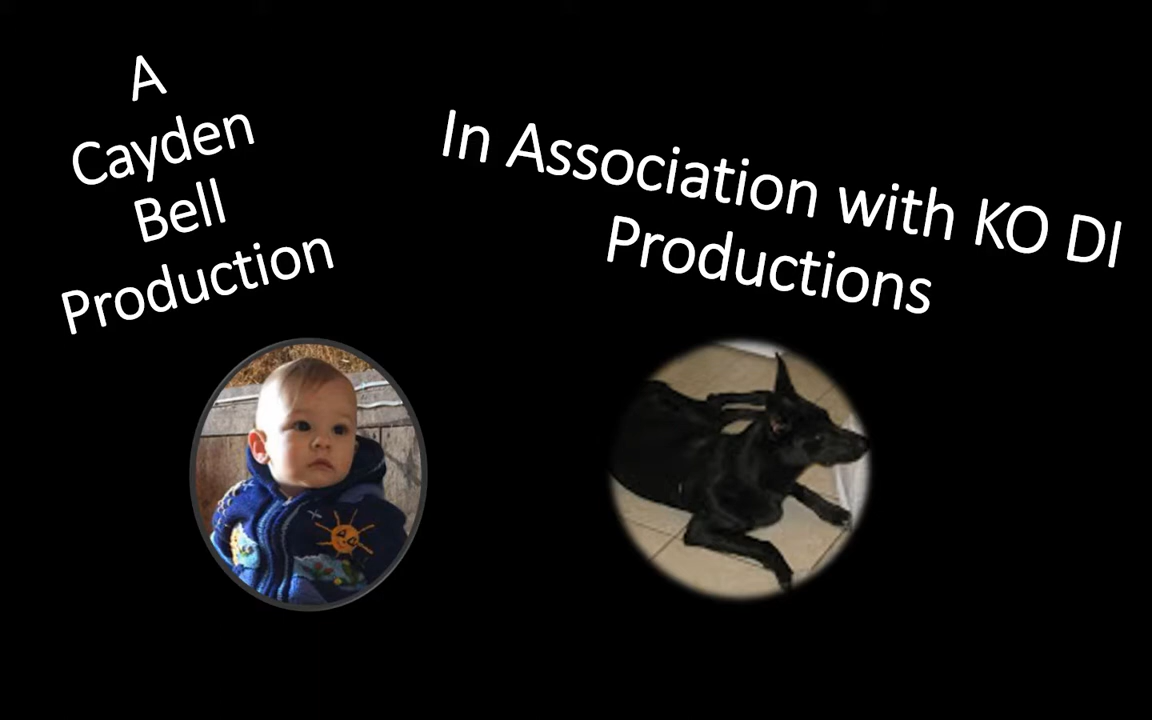 A
Cayden
Bell
Production
In Association with KO DI
Productions